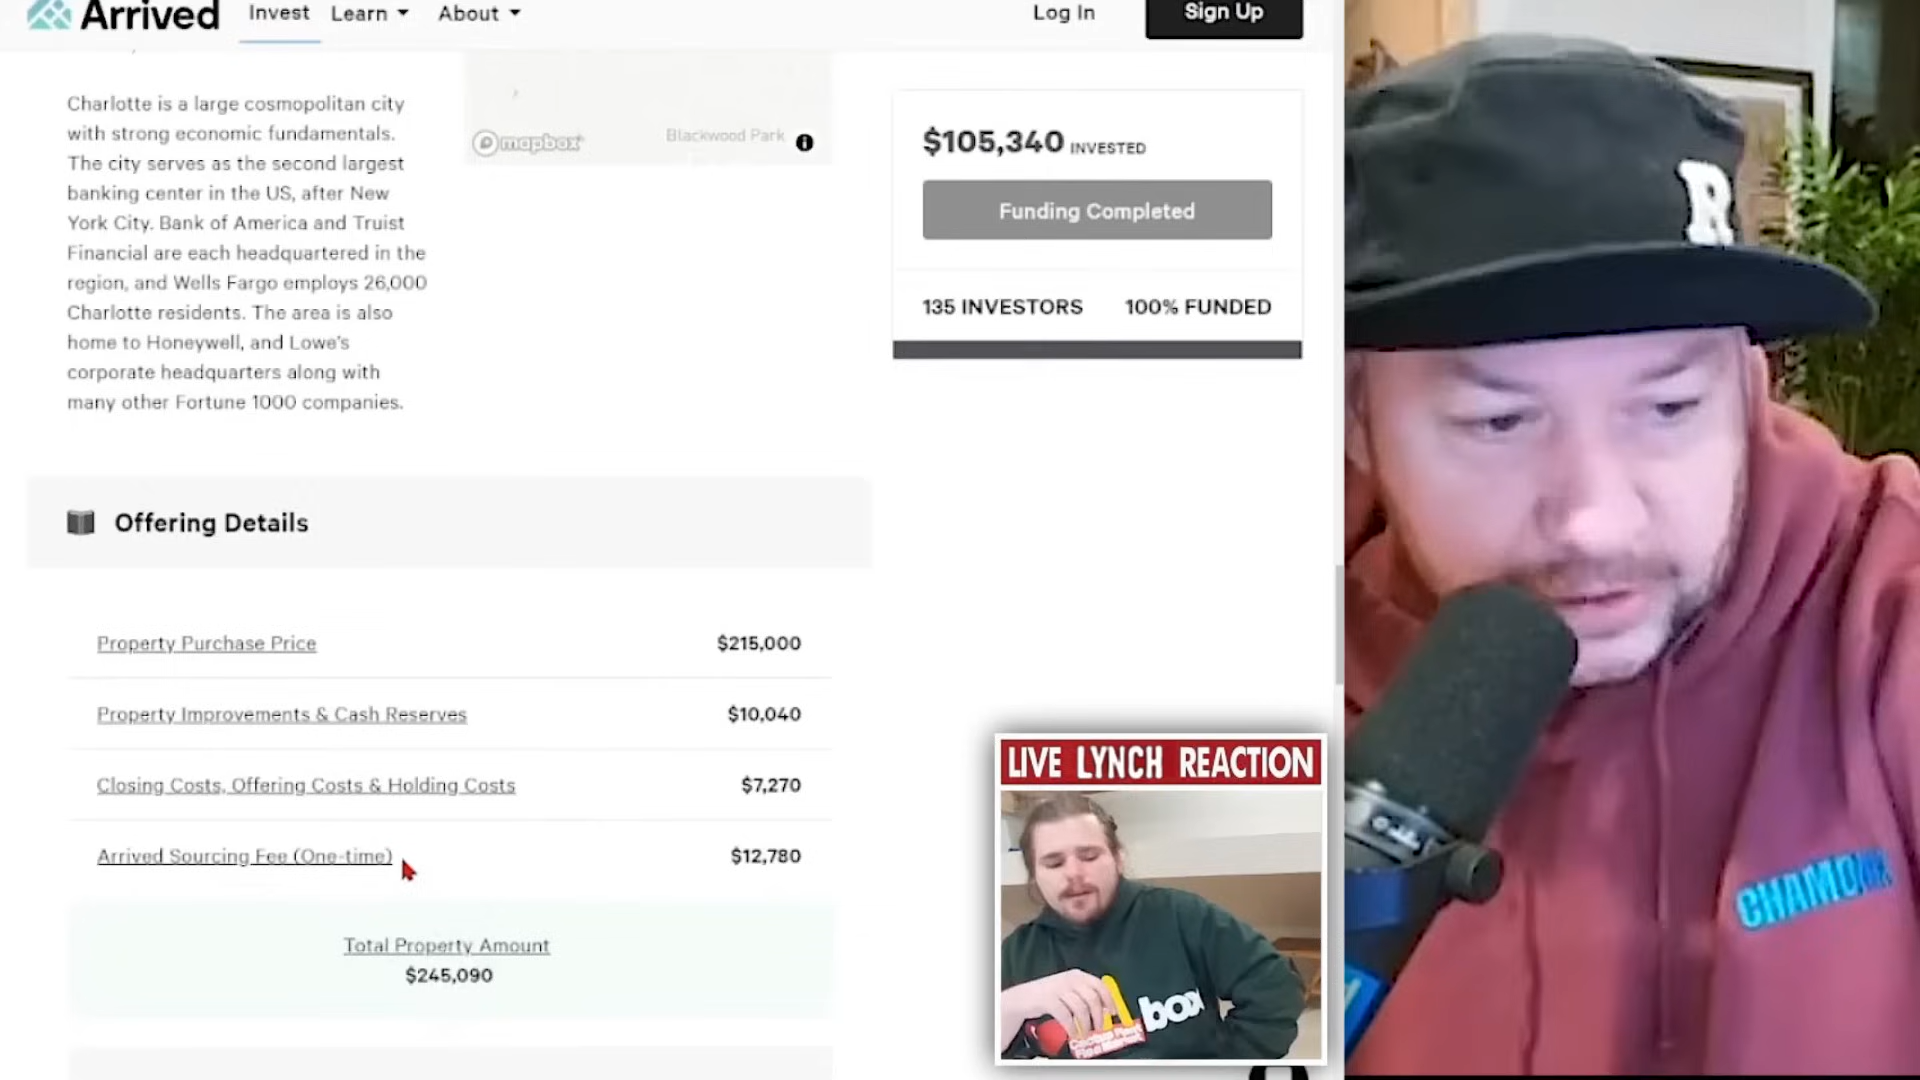 Arrived
Invest
Learn
About
Log In
Sign Up
Charlotte is a large cosmopolitan city
with strong economic fundamentals.
The city serves as the second largest
banking center in the US, after New
York City. Bank of America and Truist
Financial are each headquartered in the
region, and Wells Fargo employs 26,000
Charlotte residents. The area is also
home to Honeywell, and Lowe's
corporate headquarters along with
many other Fortune 1000 companies.
mapbox
Blackwood Park
$105,340 INVESTED
Funding Completed
135 INVESTORS 100% FUNDED
Offering Details
Property Purchase Price $215,000
Property Improvements & Cash Reserves $10,040
Closing Costs, Offering Costs & Holding Costs $7,270
Arrived Sourcing Fee (One-time) $12,780
Total Property Amount
$245,090
LIVE LYNCH REACTION
box
R
CHAMONIX